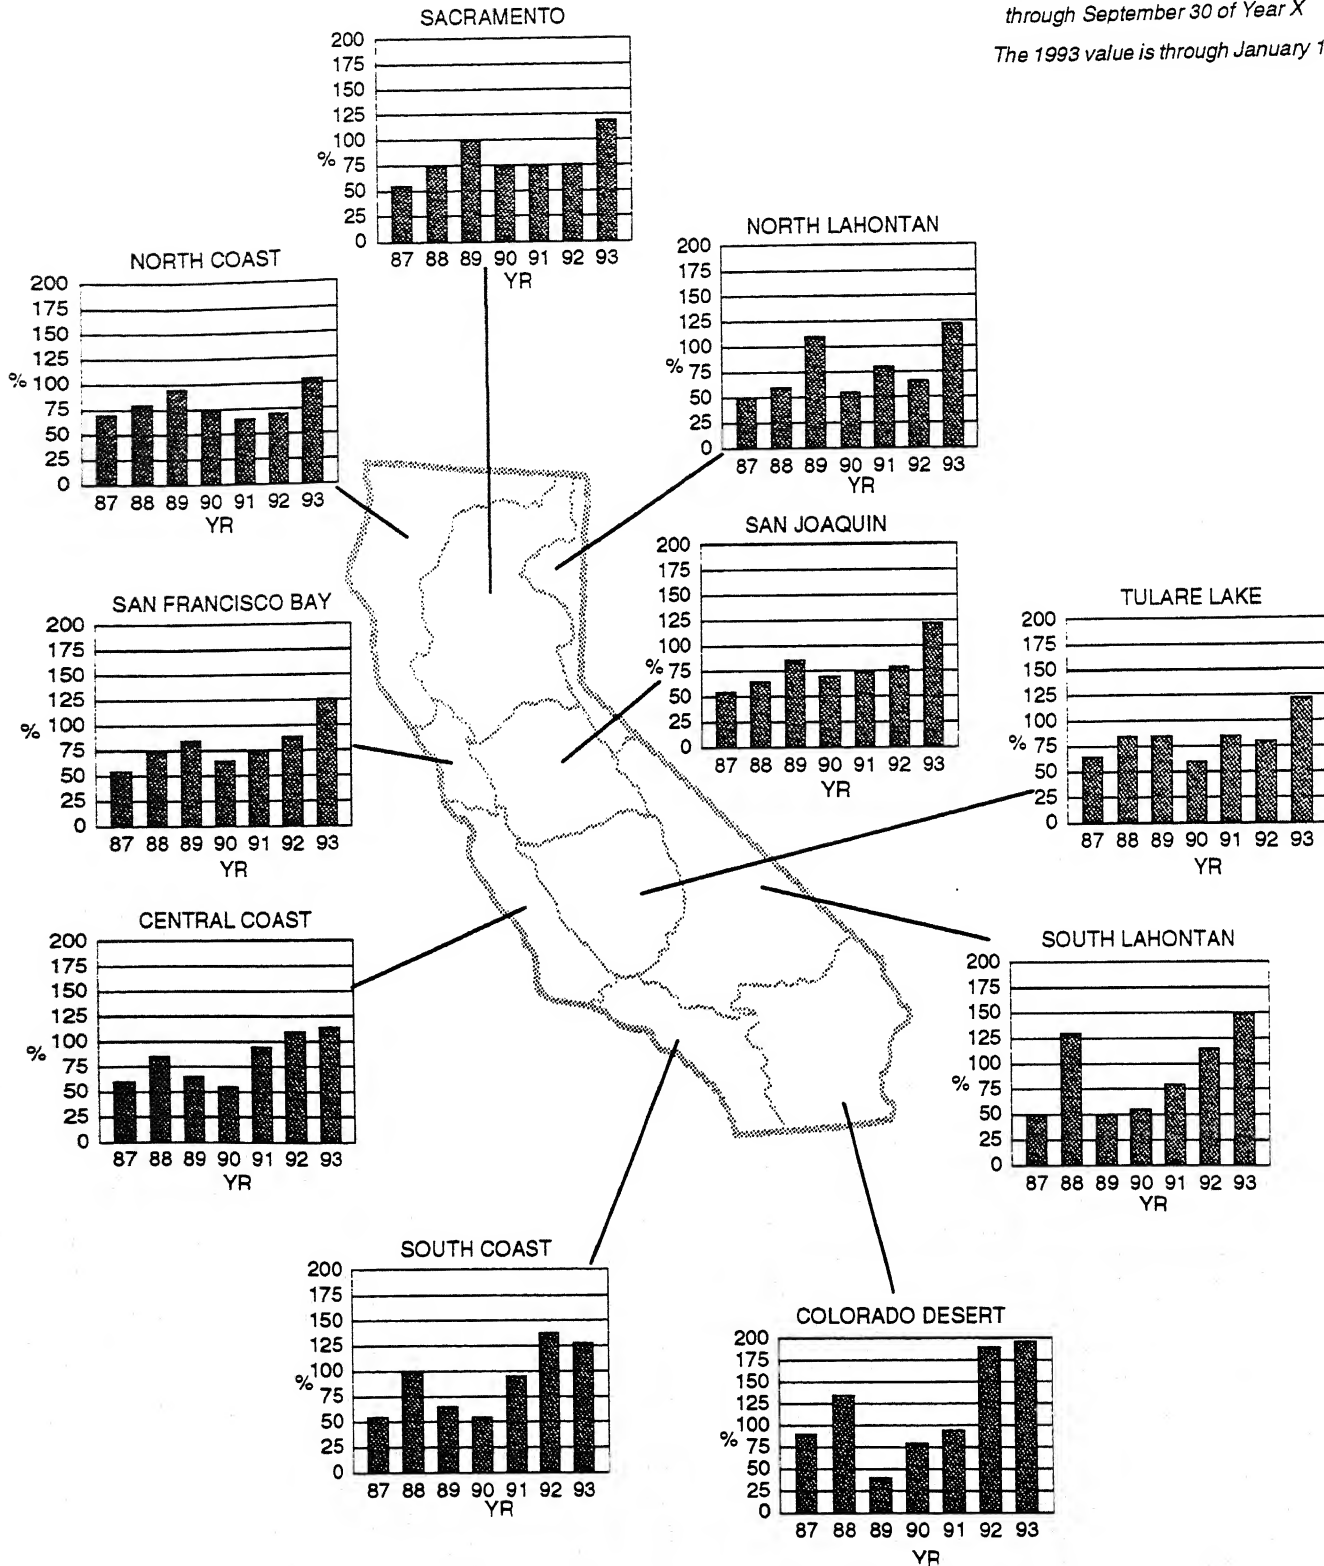 through September 30 of Year X
The 1993 value is through January 1
SACRAMENTO
200
175
150
125
100
% 75
50
25
0
87 88 89 90 91 92 93
YR
NORTH LAHONTAN
200
175
150
125
100
% 75
50
25
0
87 88 89 90 91 92 93
YR
NORTH COAST
200
175
150
125
% 100
75
50
25
0
87 88 89 90 91 92 93
YR
SAN JOAQUIN
200
175
150
125
100
% 75
50
25
0
87 88 89 90 91 92 93
YR
SAN FRANCISCO BAY
200
175
150
125
% 100
75
50
25
0
87 88 89 90 91 92 93
YR
TULARE LAKE
200
175
150
125
100
% 75
50
25
0
87 88 89 90 91 92 93
YR
CENTRAL COAST
200
175
150
125
% 100
75
50
25
0
87 88 89 90 91 92 93
YR
SOUTH LAHONTAN
200
175
150
125
100
% 75
50
25
0
87 88 89 90 91 92 93
YR
SOUTH COAST
200
175
150
125
% 100
75
50
25
0
87 88 89 90 91 92 93
YR
COLORADO DESERT
200
175
150
125
100
% 75
50
25
0
87 88 89 90 91 92 93
YR